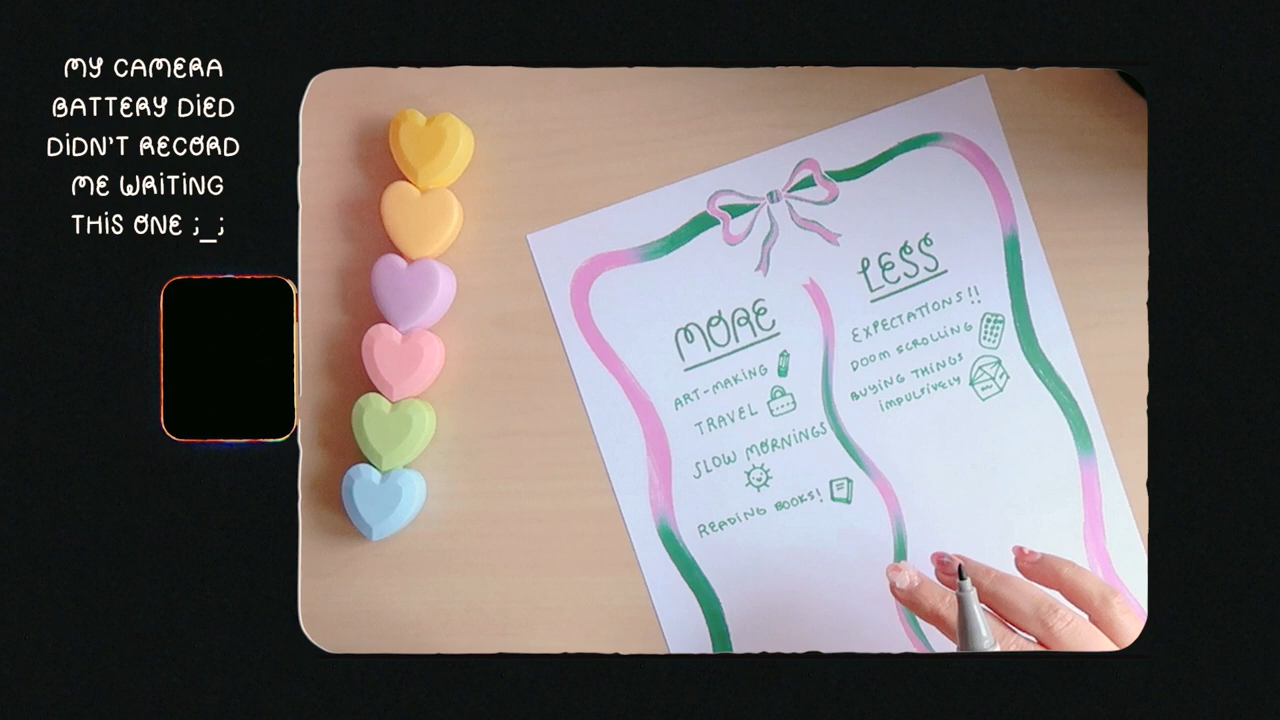 MY CAMERA
BATTERY DIED
DIDN'T RECORD
ME WRITING
THIS ONE ;_;
MORE
ART-MAKING
TRAVEL
SLOW MORNINGS
READING BOOKS!
LESS
EXPECTATIONS!!
DOOM SCROLLING
BUYING THINGS
IMPULSIVELY